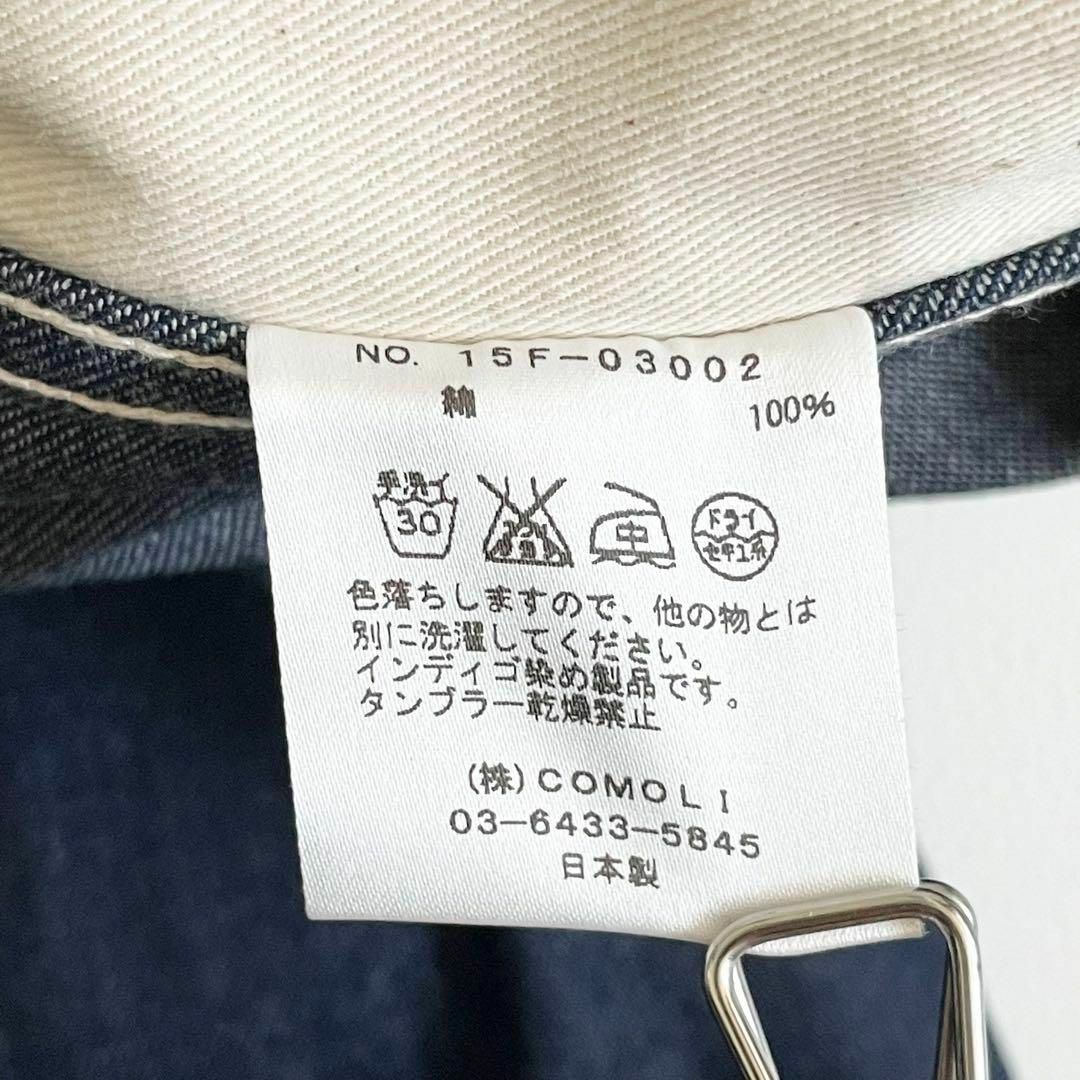 NO. 15F-03002
綿 100%
手洗イ
30
中
ドライ
セキユ系
色落ちしますので、他の物とは
別に洗濯してください。
インディゴ染め製品です。
タンブラー乾燥禁止
(株)COMOLI
03-6433-5845
日本製